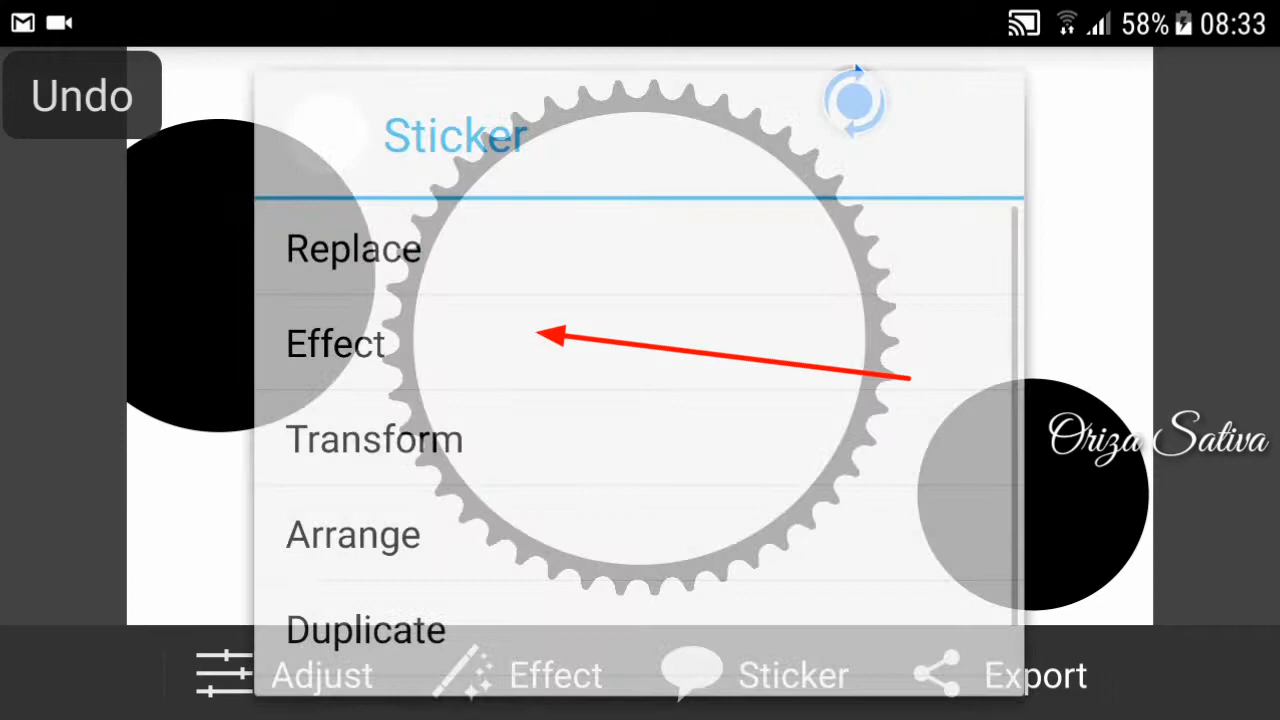 58% 08:33
Undo
Sticker
Replace
Effect
Transform
Oriza Sativa
Arrange
Duplicate
Adjust Effect Sticker Export